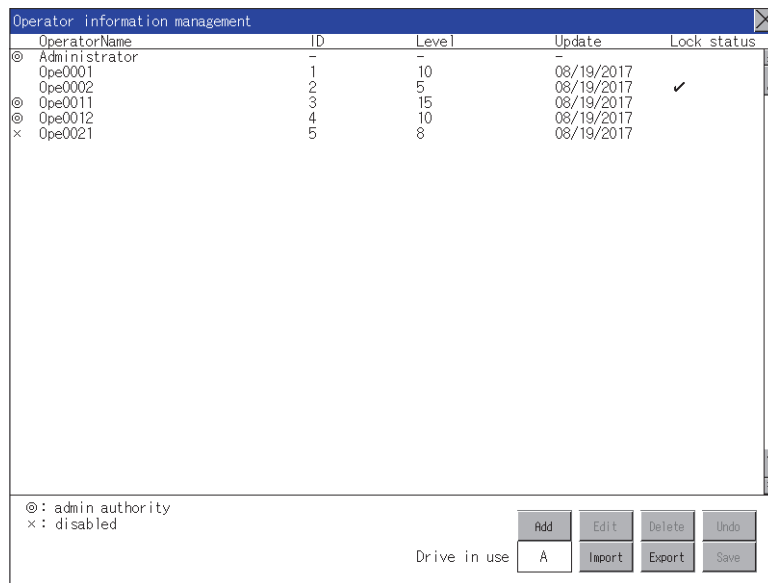 Operator information management
OperatorName ID Level Update Lock status
◎ Administrator - - -
Ope0001 1 10 08/19/2017
Ope0002 2 5 08/19/2017 ✔
◎ Ope0011 3 15 08/19/2017
◎ Ope0012 4 10 08/19/2017
× Ope0021 5 8 08/19/2017
◎: admin authority
×: disabled
Add Edit Delete Undo
Drive in use A Import Export Save